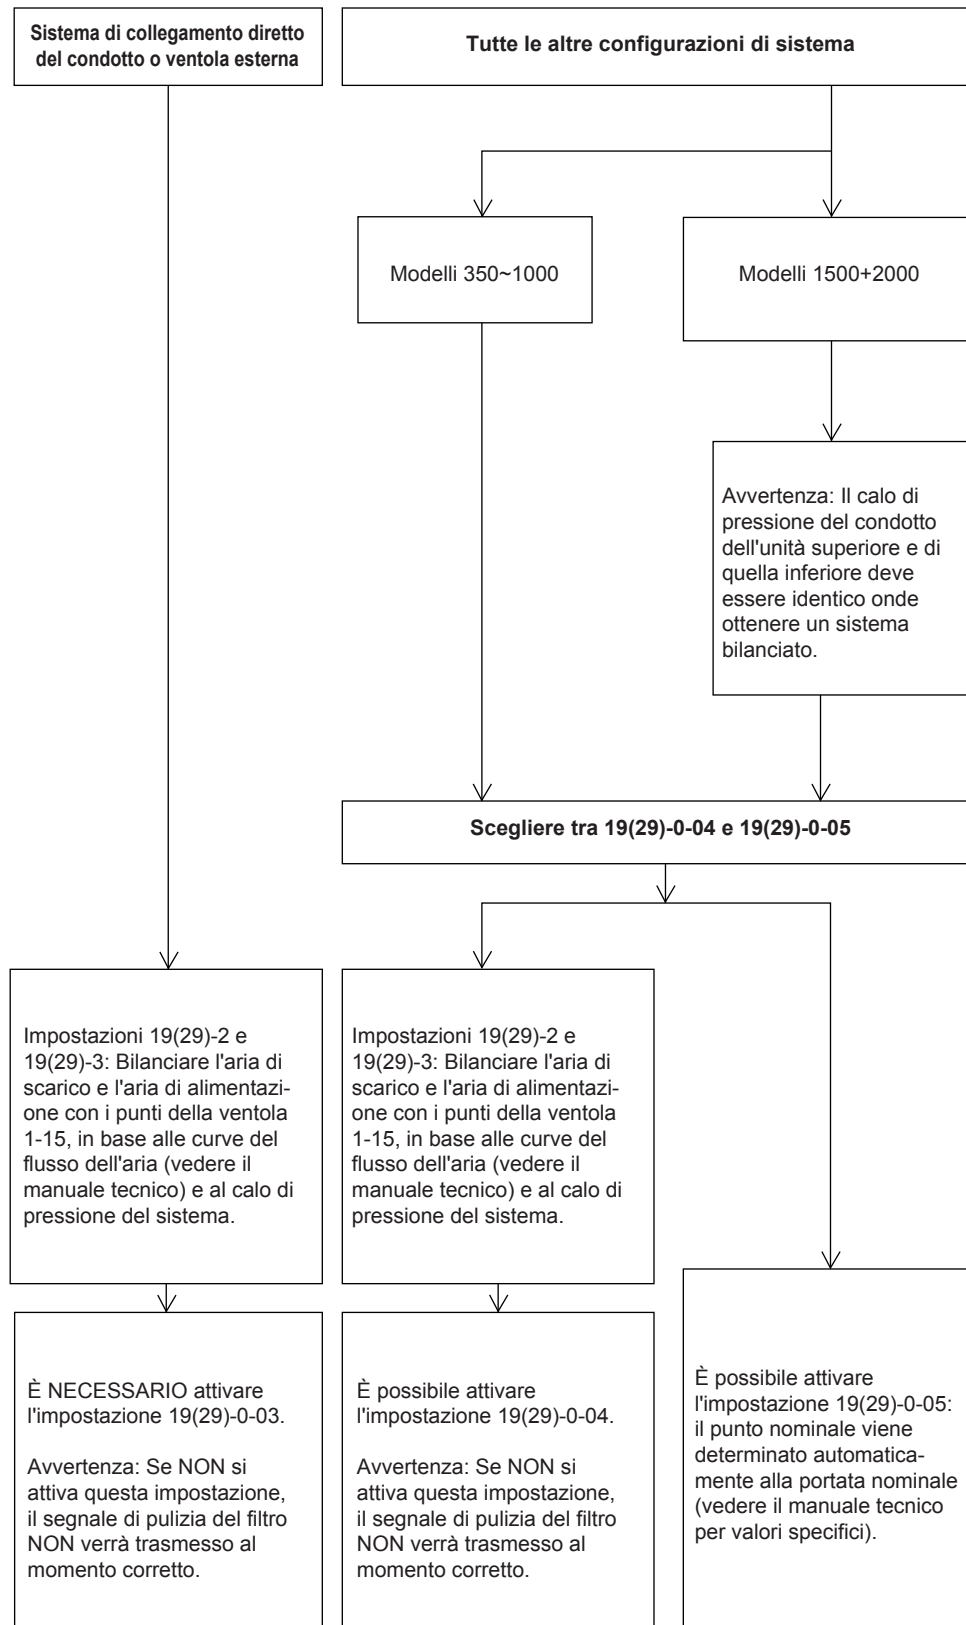 Sistema di collegamento diretto
del condotto o ventola esterna
Tutte le altre configurazioni di sistema
Modelli 350~1000
Modelli 1500+2000
Avvertenza: Il calo di
pressione del condotto
dell'unità superiore e di
quella inferiore deve
essere identico onde
ottenere un sistema
bilanciato.
Scegliere tra 19(29)-0-04 e 19(29)-0-05
Impostazioni 19(29)-2 e
19(29)-3: Bilanciare l'aria di
scarico e l'aria di alimentazi-
one con i punti della ventola
1-15, in base alle curve del
flusso dell'aria (vedere il
manuale tecnico) e al calo di
pressione del sistema.
Impostazioni 19(29)-2 e
19(29)-3: Bilanciare l'aria di
scarico e l'aria di alimentazi-
one con i punti della ventola
1-15, in base alle curve del
flusso dell'aria (vedere il
manuale tecnico) e al calo di
pressione del sistema.
È NECESSARIO attivare
l'impostazione 19(29)-0-03.
Avvertenza: Se NON si
attiva questa impostazione,
il segnale di pulizia del filtro
NON verrà trasmesso al
momento corretto.
È possibile attivare
l'impostazione 19(29)-0-04.
Avvertenza: Se NON si
attiva questa impostazione,
il segnale di pulizia del filtro
NON verrà trasmesso al
momento corretto.
È possibile attivare
l'impostazione 19(29)-0-05:
il punto nominale viene
determinato automatica-
mente alla portata nominale
(vedere il manuale tecnico
per valori specifici).